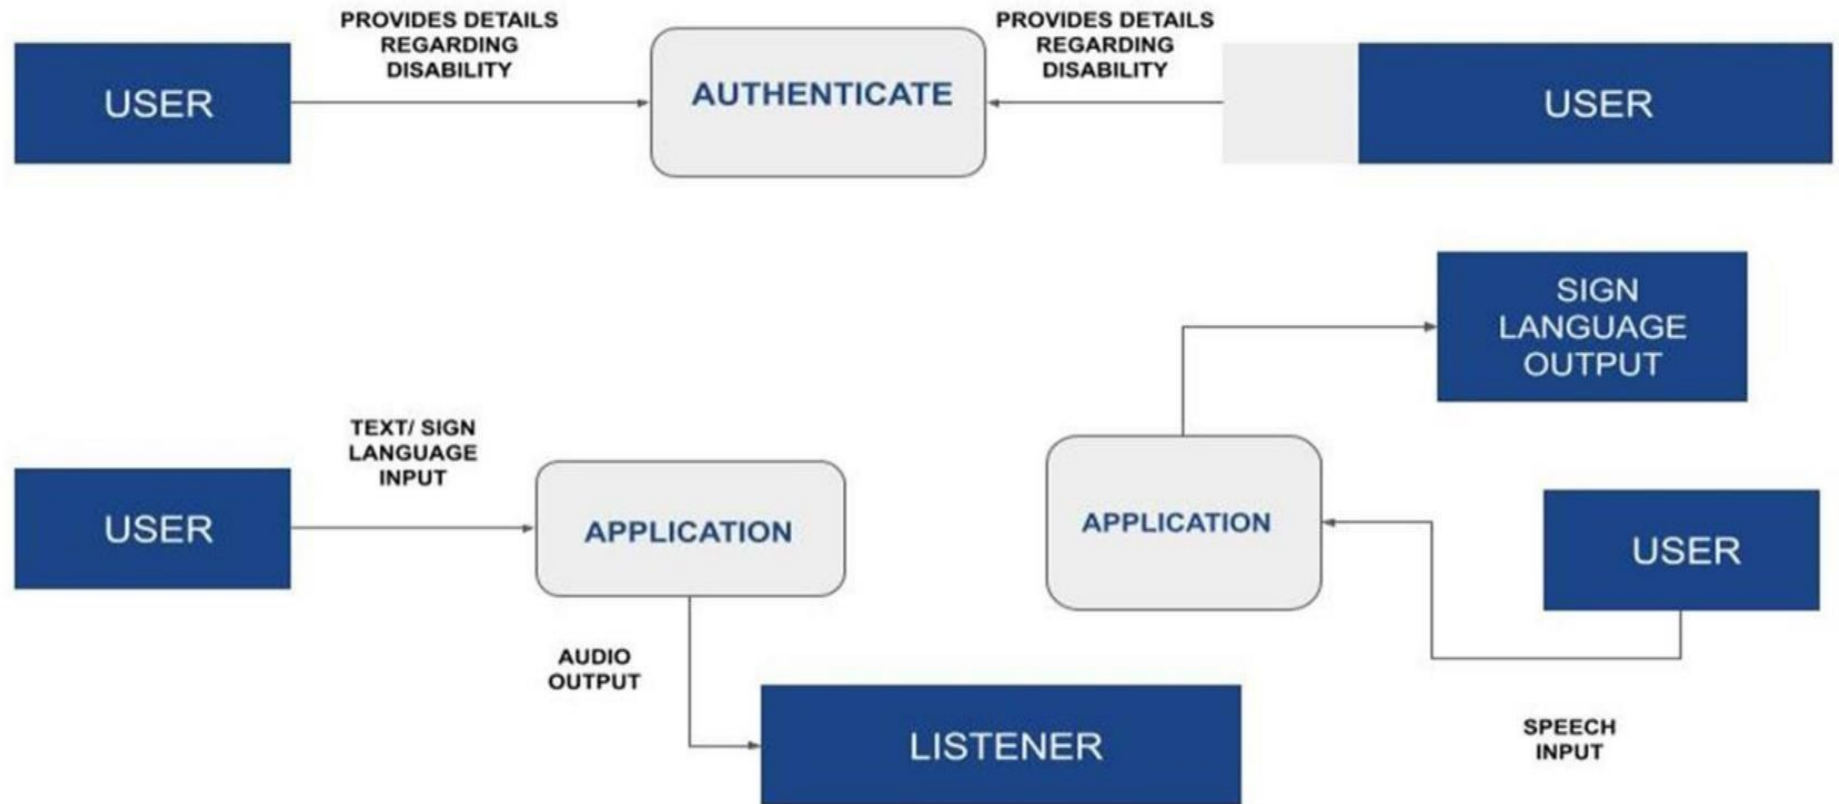 PROVIDES DETAILS
REGARDING
DISABILITY
PROVIDES DETAILS
REGARDING
DISABILITY
USER
AUTHENTICATE
USER
SIGN
LANGUAGE
OUTPUT
TEXT/ SIGN
LANGUAGE
INPUT
USER
APPLICATION
APPLICATION
USER
AUDIO
OUTPUT
LISTENER
SPEECH
INPUT